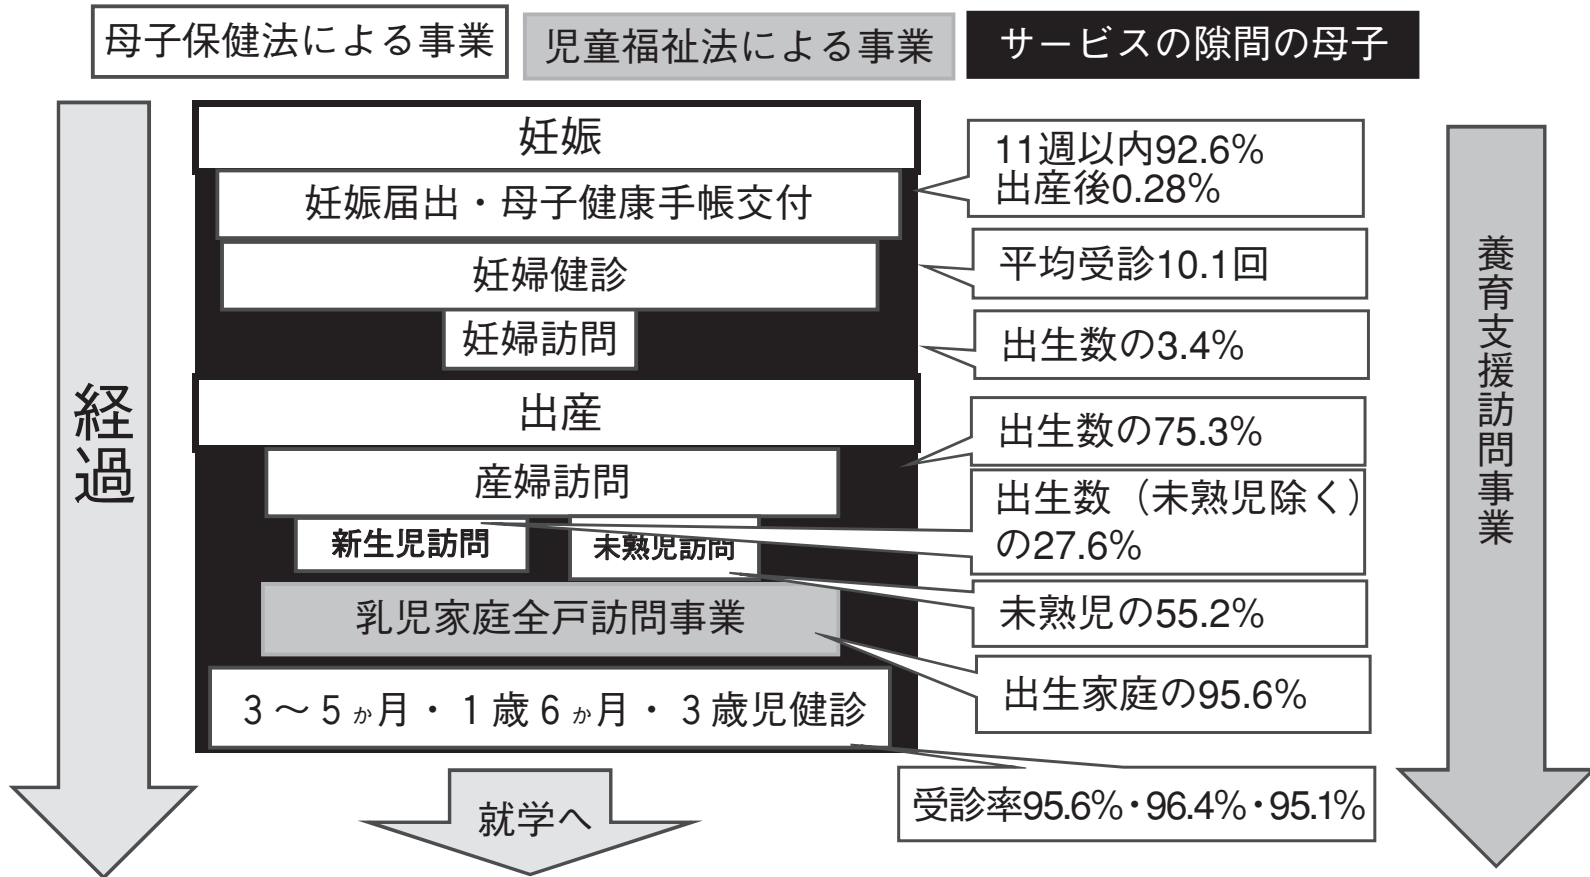 母子保健法による事業
児童福祉法による事業
サービスの隙間の母子
経過
妊娠
妊娠届出・母子健康手帳交付
11週以内92.6%
出産後0.28%
妊婦健診
平均受診10.1回
妊婦訪問
出生数の3.4%
出産
産婦訪問
出生数の75.3%
新生児訪問
未熟児訪問
出生数（未熟児除く）
の27.6%
未熟児の55.2%
乳児家庭全戸訪問事業
出生家庭の95.6%
3～5か月・1歳6か月・3歳児健診
受診率95.6%・96.4%・95.1%
就学へ
養育支援訪問事業